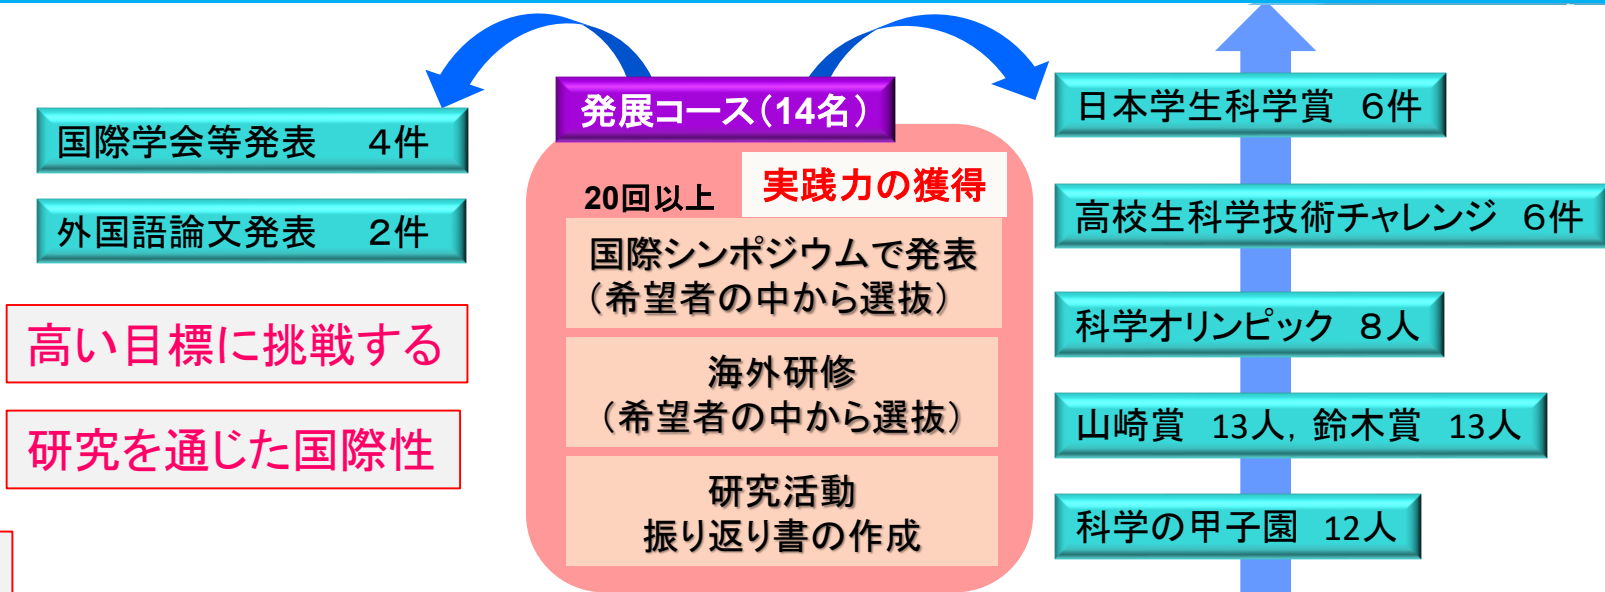 国際学会等発表　4件
外国語論文発表　2件
高い目標に挑戦する
研究を通じた国際性
発展コース（14名）
20回以上
実践力の獲得
国際シンポジウムで発表
（希望者の中から選抜）
海外研修
（希望者の中から選抜）
研究活動
振り返り書の作成
日本学生科学賞　6件
高校生科学技術チャレンジ　6件
科学オリンピック　8人
山崎賞　13人，鈴木賞　13人
科学の甲子園　12人